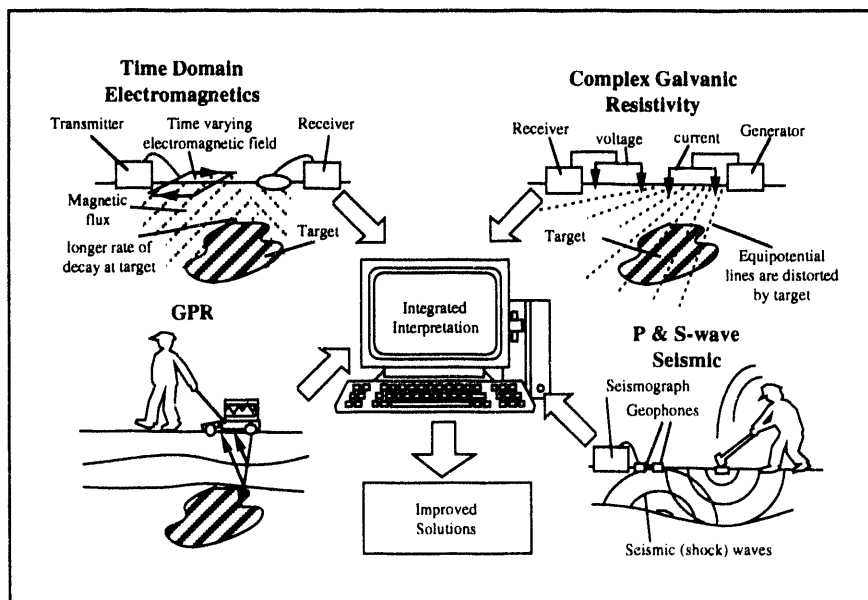 Time Domain
Electromagnetics
Transmitter
Time varying
electromagnetic field
Receiver
Magnetic
flux
longer rate of
decay at target
Target
Complex Galvanic
Resistivity
Receiver
voltage
current
Generator
Target
Equipotential
lines are distorted
by target
GPR
Integrated
Interpretation
P & S-wave
Seismic
Seismograph
Geophones
Seismic (shock) waves
Improved
Solutions